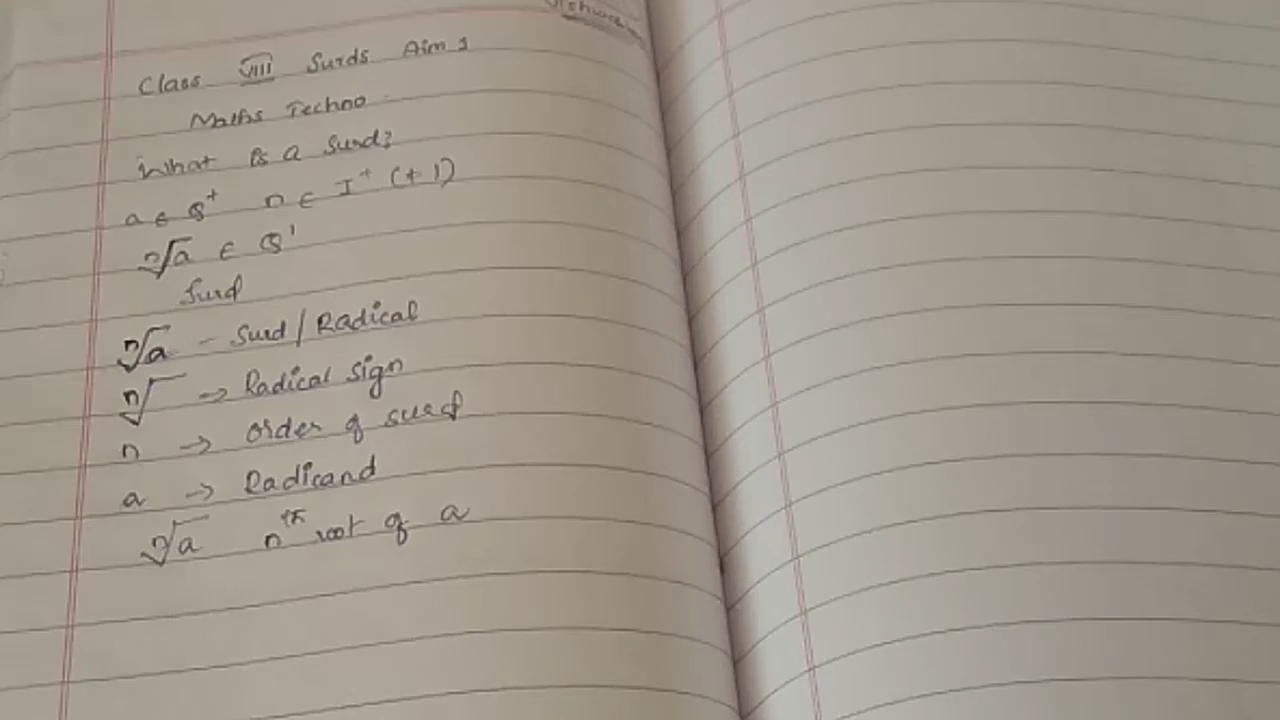 Class VIII Surds Aim 1
Maths Techno
What is a Surd?
a ∈ Q⁺ n ∈ I⁺ (≠ 1)
ⁿ√a ∈ Q'
Surd
ⁿ√a - Surd / Radical
ⁿ√ → Radical Sign
n → Order of surd
a → Radicand
ⁿ√a nᵗʰ root of a